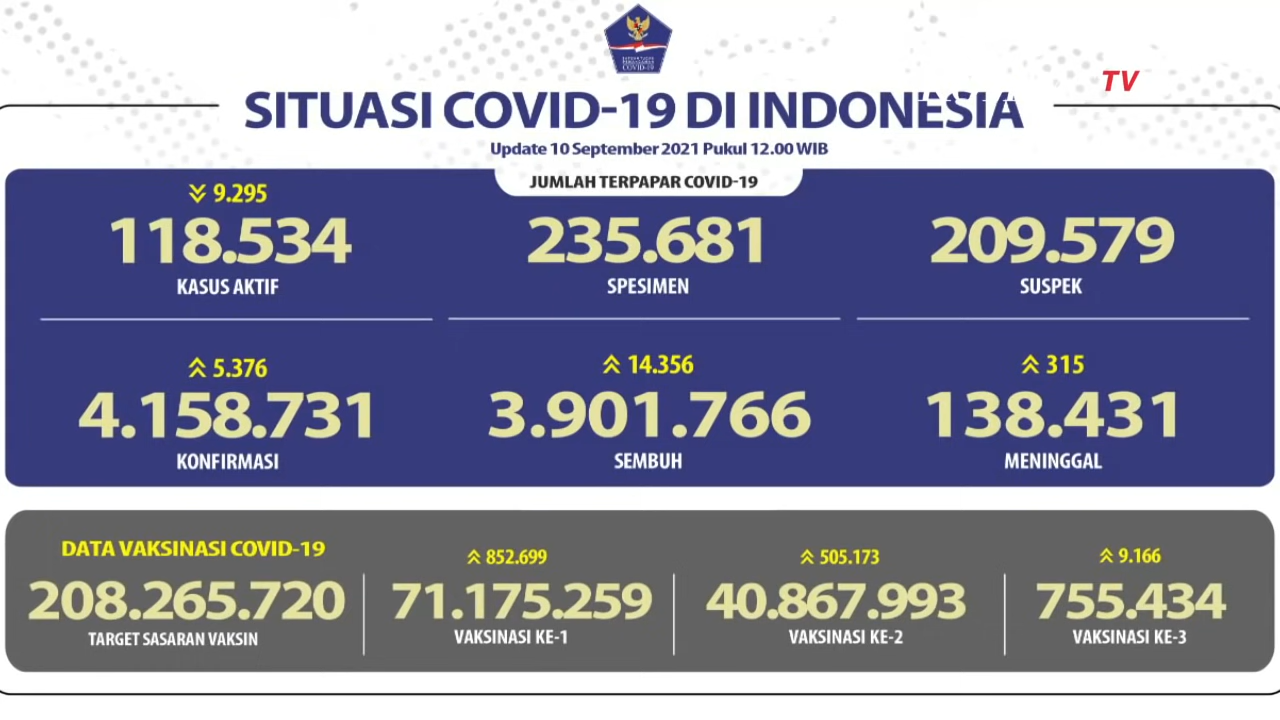 COVID-19
TV
SITUASI COVID-19 DI INDONESIA
Update 10 September 2021 Pukul 12.00 WIB
JUMLAH TERPAPAR COVID-19
9.295
118.534
KASUS AKTIF
235.681
SPESIMEN
209.579
SUSPEK
5.376
4.158.731
KONFIRMASI
14.356
3.901.766
SEMBUH
315
138.431
MENINGGAL
DATA VAKSINASI COVID-19
208.265.720
TARGET SASARAN VAKSIN
852.699
71.175.259
VAKSINASI KE-1
505.173
40.867.993
VAKSINASI KE-2
9.166
755.434
VAKSINASI KE-3